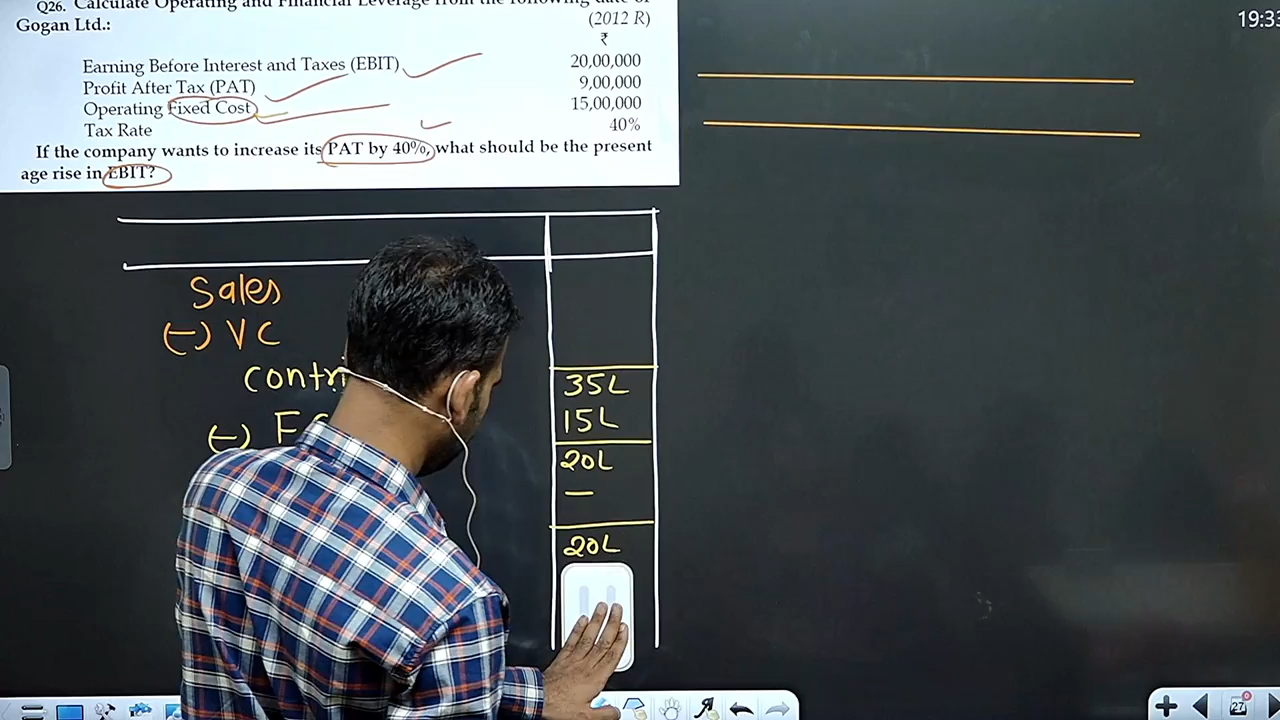 Q26. Calculate Operating and Financial Leverage from the following date of
Gogan Ltd.: (2012 R)
₹
Earning Before Interest and Taxes (EBIT) 20,00,000
Profit After Tax (PAT) 9,00,000
Operating Fixed Cost 15,00,000
Tax Rate 40%
If the company wants to increase its PAT by 40%, what should be the present
age rise in EBIT?
19:33
Sales
(-) VC
contri 35L
(-) F 15L
20L
—
20L
27